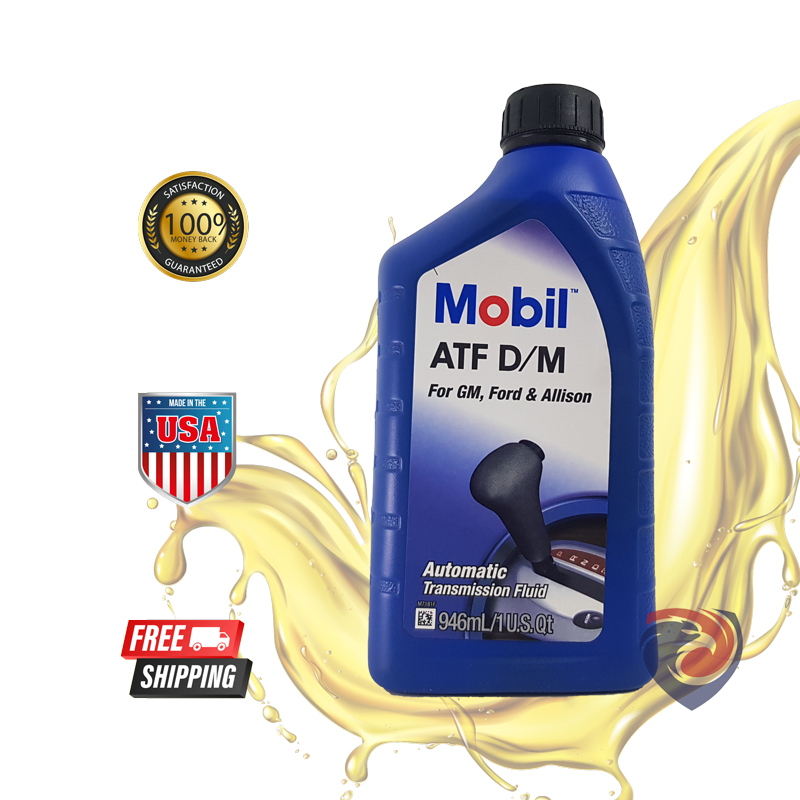 SATISFACTION
100%
MONEY BACK
GUARANTEED
MADE IN THE
USA
FREE
SHIPPING
Mobil™
ATF D/M
For GM, Ford & Allison
Automatic
Transmission Fluid
946mL/1 U.S. Qt